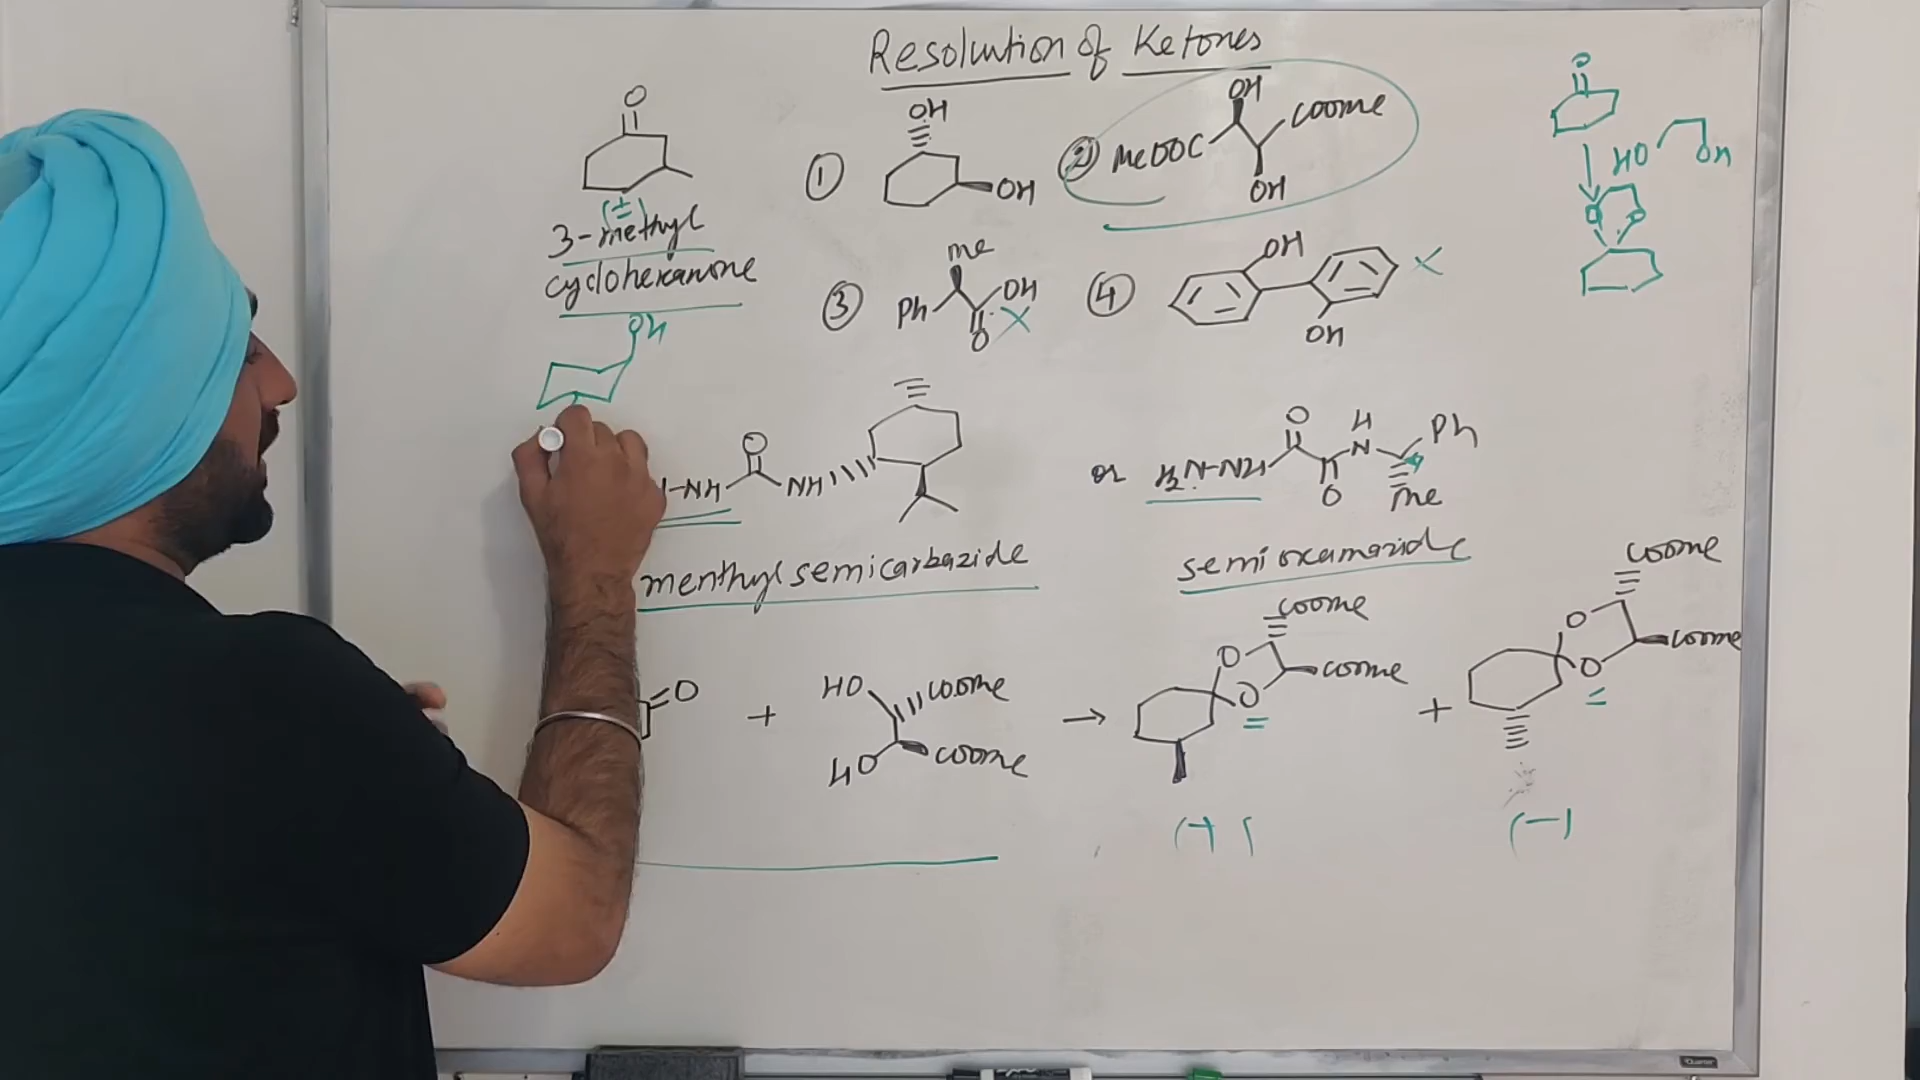 Resolution of Ketones
O
(±)
3-methyl
cyclohexanone
OH
① OH OH
② MeOOC OH COOMe OH
③ Me Ph OH O X
④ OH OH X
O
HO OH
O O
-NH O NH
menthyl semicarbazide
or H₂N-NH O O H N Ph Me
semioxamazide
=O + HO COOMe HO COOMe → O O COOMe COOMe + O O COOMe COOMe
(+) (-)
Quartet